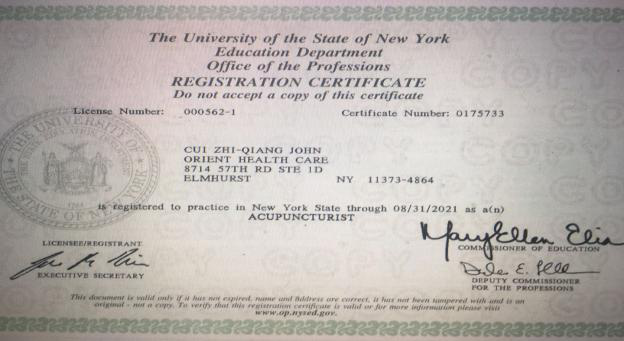 The University of the State of New York
Education Department
Office of the Professions
REGISTRATION CERTIFICATE
Do not accept a copy of this certificate
License Number: 000562-1 Certificate Number: 0175733
CUI ZHI-QIANG JOHN
ORIENT HEALTH CARE
8714 57TH RD STE 1D
ELMHURST NY 11373-4864
is registered to practice in New York State through 08/31/2021 as a(n)
ACUPUNCTURIST
LICENSEE/REGISTRANT
EXECUTIVE SECRETARY
MaryEllen Elia
COMMISSIONER OF EDUCATION
DEPUTY COMMISSIONER
FOR THE PROFESSIONS
This document is valid only if it has not expired, name and address are correct, it has not been tampered with and is an
original - not a copy. To verify that this registration certificate is valid or for more information please visit
www.op.nysed.gov.